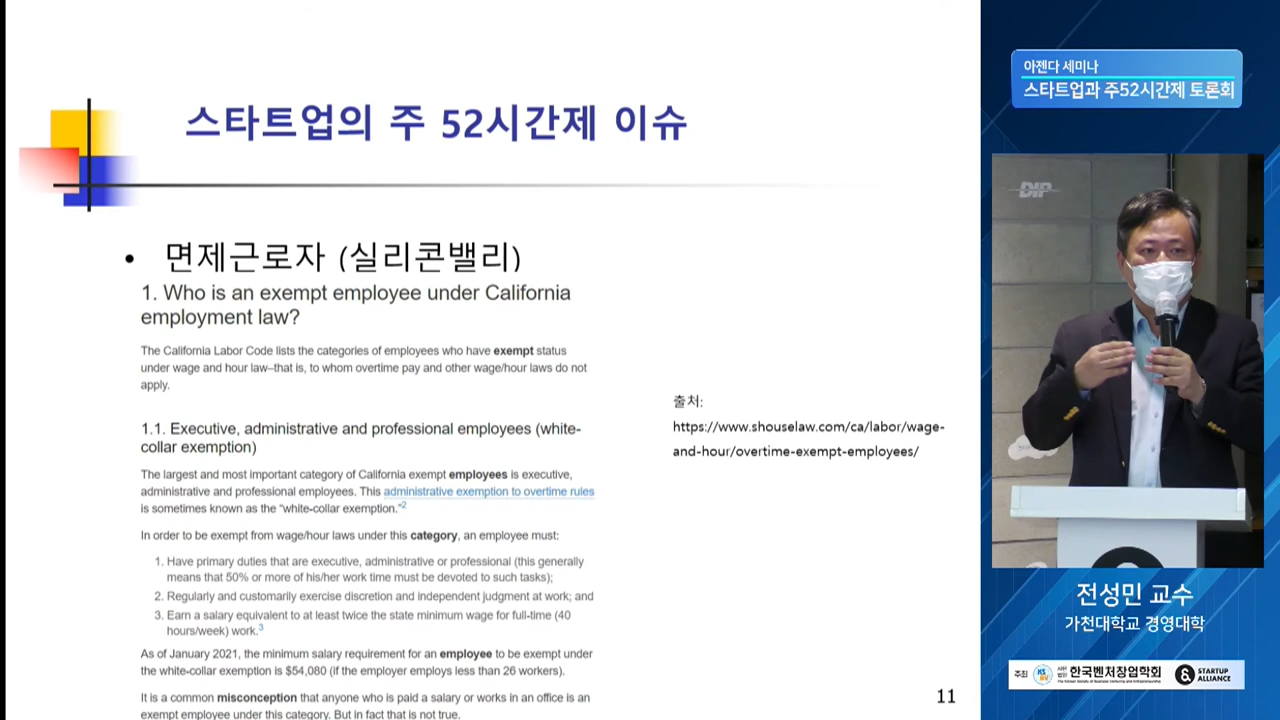 스타트업의 주 52시간제 이슈
• 면제근로자 (실리콘밸리)
1. Who is an exempt employee under California
employment law?
The California Labor Code lists the categories of employees who have exempt status
under wage and hour law–that is, to whom overtime pay and other wage/hour laws do not
apply.
1.1. Executive, administrative and professional employees (white-
collar exemption)
The largest and most important category of California exempt employees is executive,
administrative and professional employees. This administrative exemption to overtime rules
is sometimes known as the "white-collar exemption."2
In order to be exempt from wage/hour laws under this category, an employee must:
1. Have primary duties that are executive, administrative or professional (this generally
means that 50% or more of his/her work time must be devoted to such tasks);
2. Regularly and customarily exercise discretion and independent judgment at work; and
3. Earn a salary equivalent to at least twice the state minimum wage for full-time (40
hours/week) work.3
As of January 2021, the minimum salary requirement for an employee to be exempt under
the white-collar exemption is $54,080 (if the employer employs less than 26 workers).
It is a common misconception that anyone who is paid a salary or works in an office is an
exempt employee under this category. But in fact that is not true.
출처:
https://www.shouselaw.com/ca/labor/wage-
and-hour/overtime-exempt-employees/
11
아젠다 세미나
스타트업과 주52시간제 토론회
DIP
전성민 교수
가천대학교 경영대학
주최
사단
법인
한국벤처창업학회
STARTUP
ALLIANCE